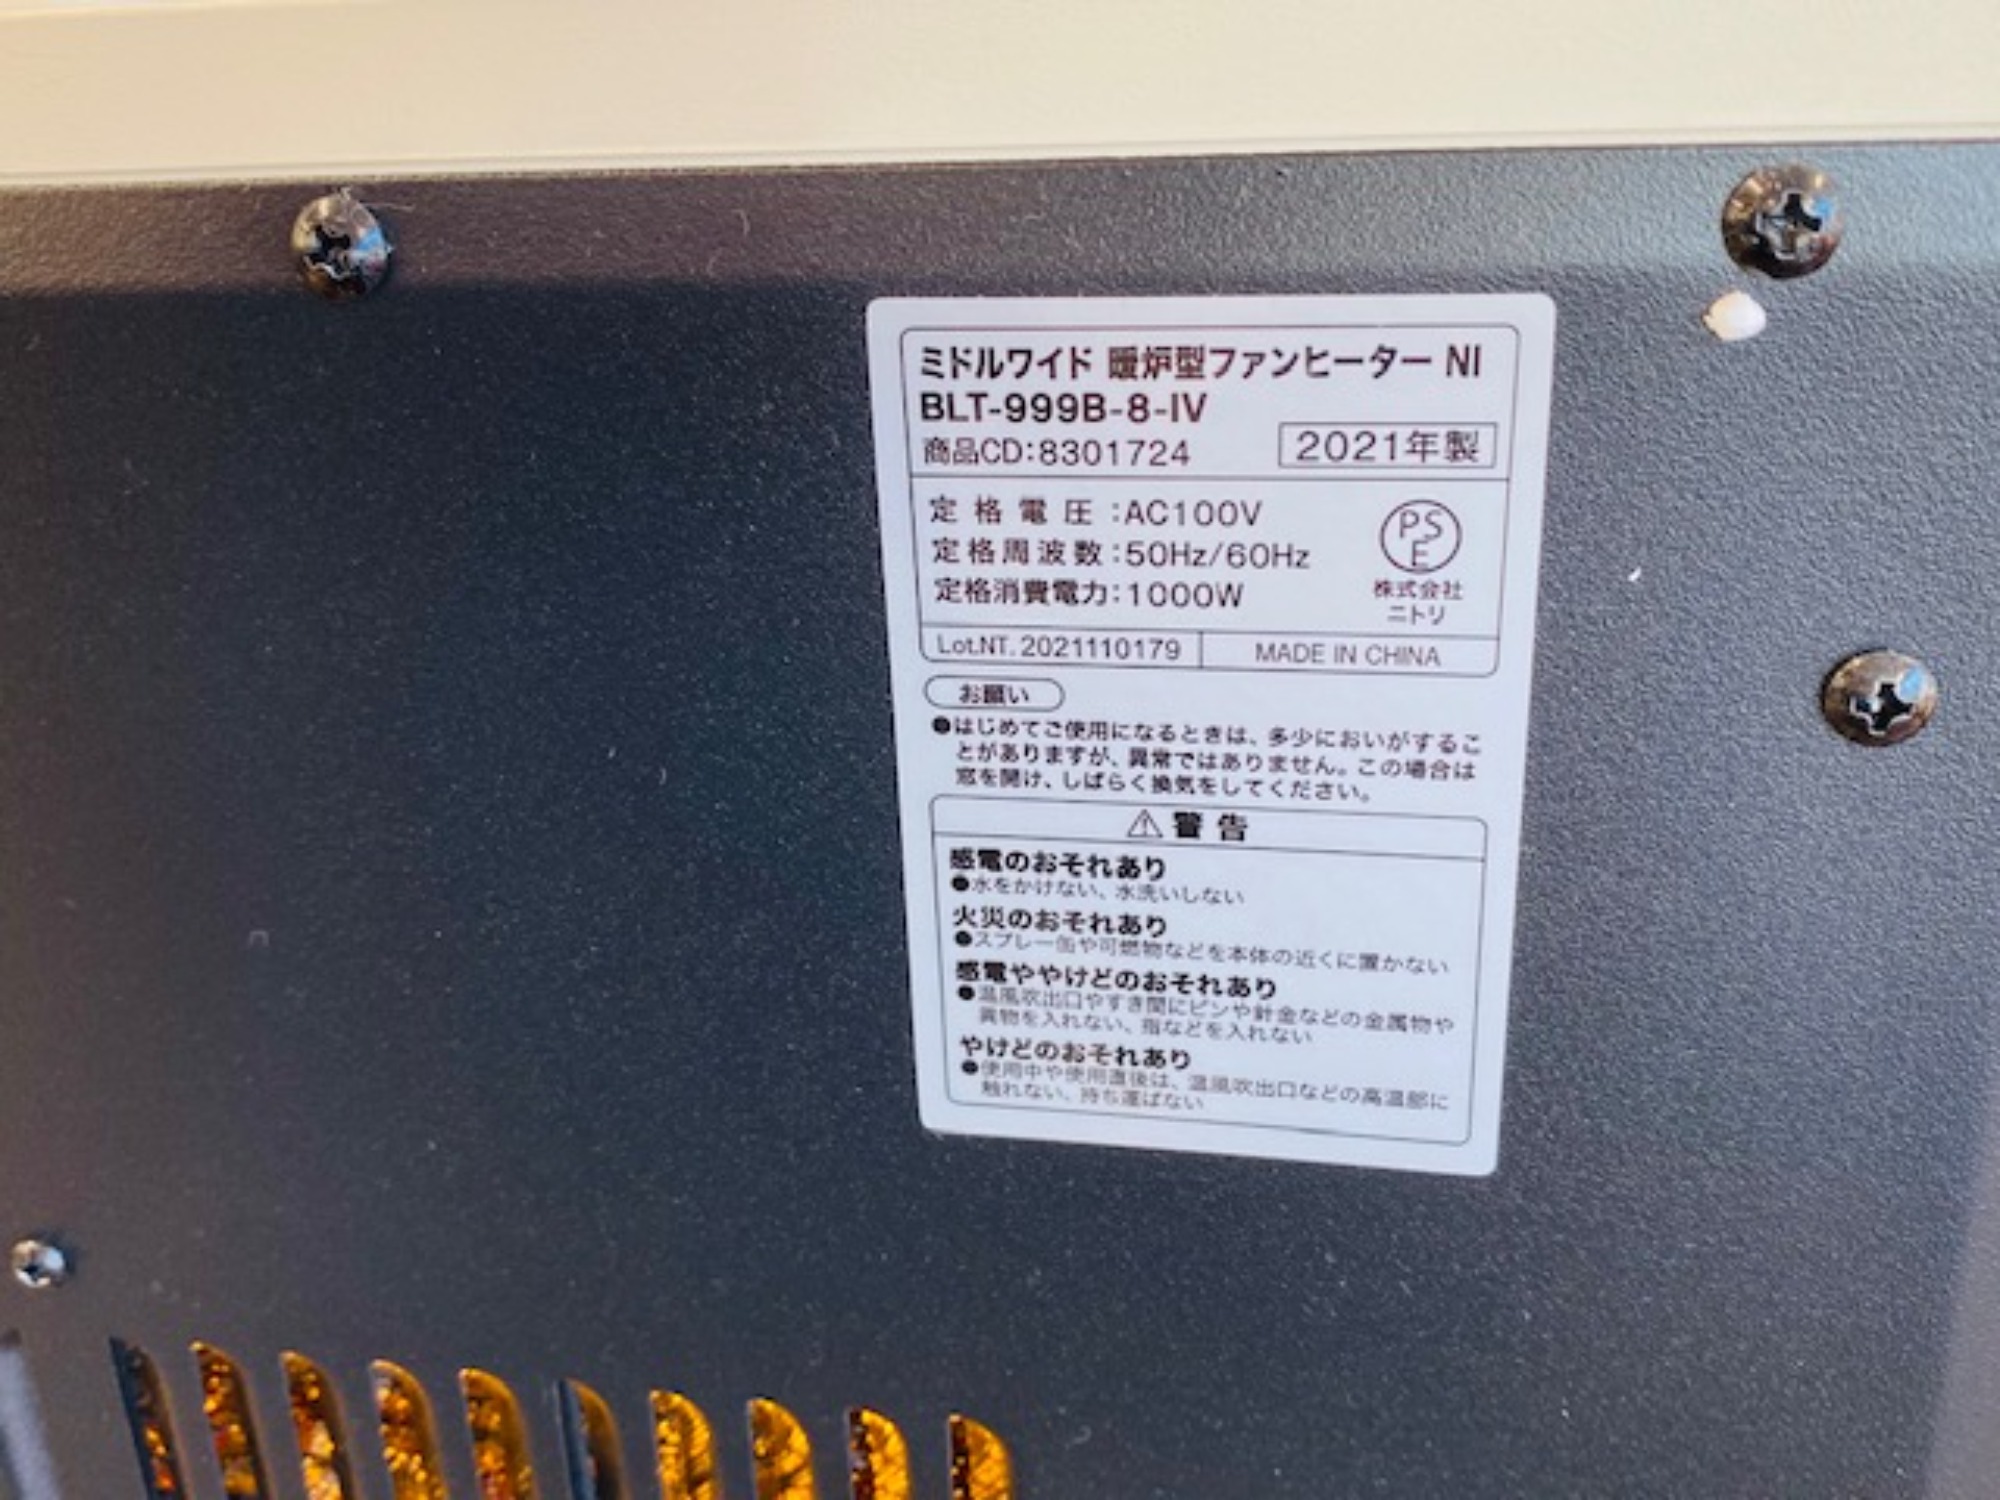 ミドルワイド 暖炉型ファンヒーター NI
BLT-999B-8-IV
商品CD:8301724
2021年製
定格電圧:AC100V
定格周波数:50Hz/60Hz
定格消費電力:1000W
PSE
株式会社
ニトリ
Lot.NT.2021110179
MADE IN CHINA
お願い
●はじめてご使用になるときは、多少においがするこ
とがありますが、異常ではありません。この場合は
窓を開け、しばらく換気をしてください。
⚠警告
感電のおそれあり
●水をかけない、水洗いしない
火災のおそれあり
●スプレー缶や可燃物などを本体の近くに置かない
感電ややけどのおそれあり
●温風吹出口やすき間にピンや針金などの金属物や
異物を入れない、指などを入れない
やけどのおそれあり
●使用中や使用直後は、温風吹出口などの高温部に
触れない、持ち運ばない